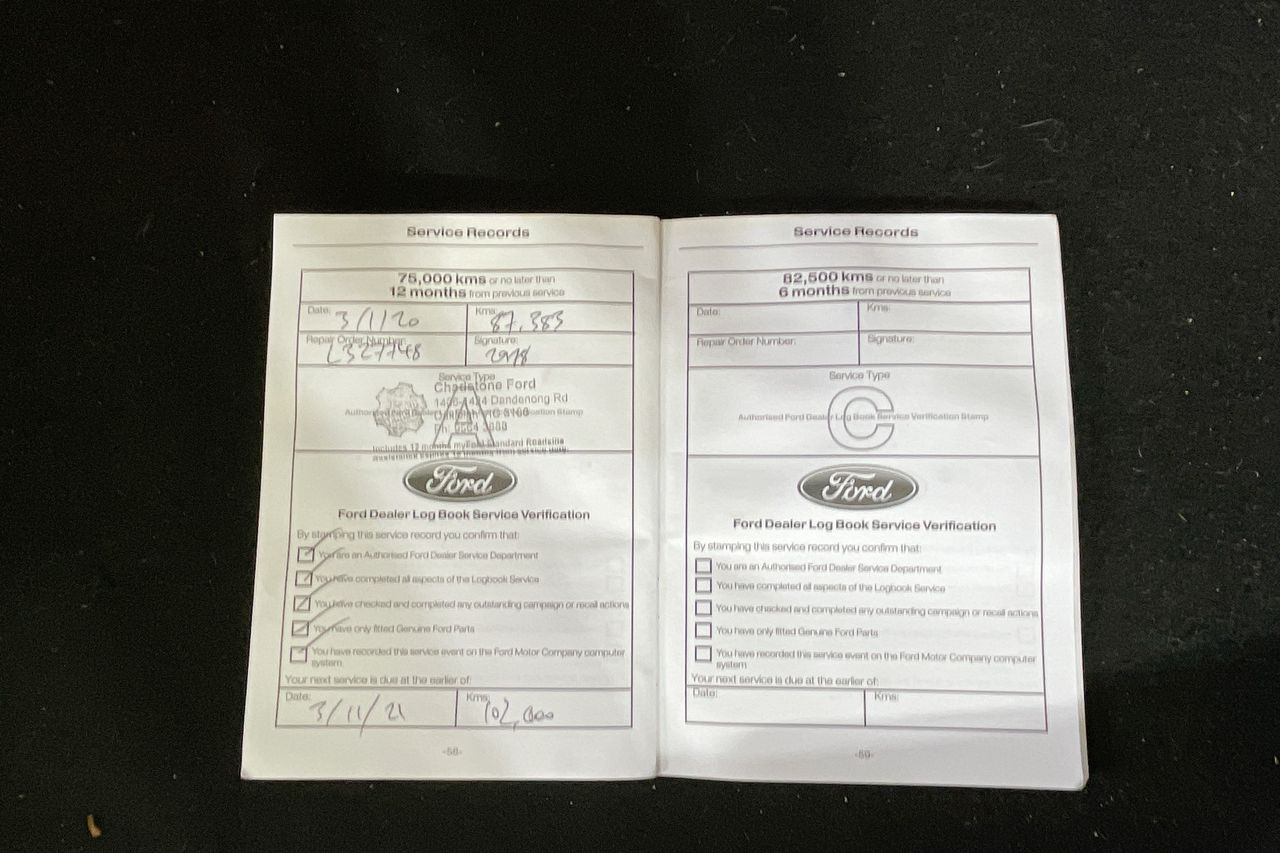 Service Records
75,000 kms or no later than
12 months from previous service
Date: 3/1/20
Kms: 87,383
Repair Order Number: L327748
Signature:
Service Type
Chadstone Ford
Dandenong Rd
A
VIC
Ph:
Includes 12 months myFord Standard Roadside
Ford
Ford Dealer Log Book Service Verification
By stamping this service record you confirm that:
You are an Authorised Ford Dealer Service Department
You have completed all aspects of the Logbook Service
You have checked and completed any outstanding campaign or recall actions
You have only fitted Genuine Ford Parts
You have recorded this service event on the Ford Motor Company computer
system
Your next service is due at the earlier of:
Date: 3/11/21
Kms: 102,000
-58-
Service Records
82,500 kms or no later than
6 months from previous service
Date:
Kms:
Repair Order Number:
Signature:
Service Type
C
Authorised Ford Dealer Log Book Service Verification Stamp
Ford
Ford Dealer Log Book Service Verification
By stamping this service record you confirm that:
You are an Authorised Ford Dealer Service Department
You have completed all aspects of the Logbook Service
You have checked and completed any outstanding campaign or recall actions
You have only fitted Genuine Ford Parts
You have recorded this service event on the Ford Motor Company computer
system
Your next service is due at the earlier of:
Date:
Kms:
-59-